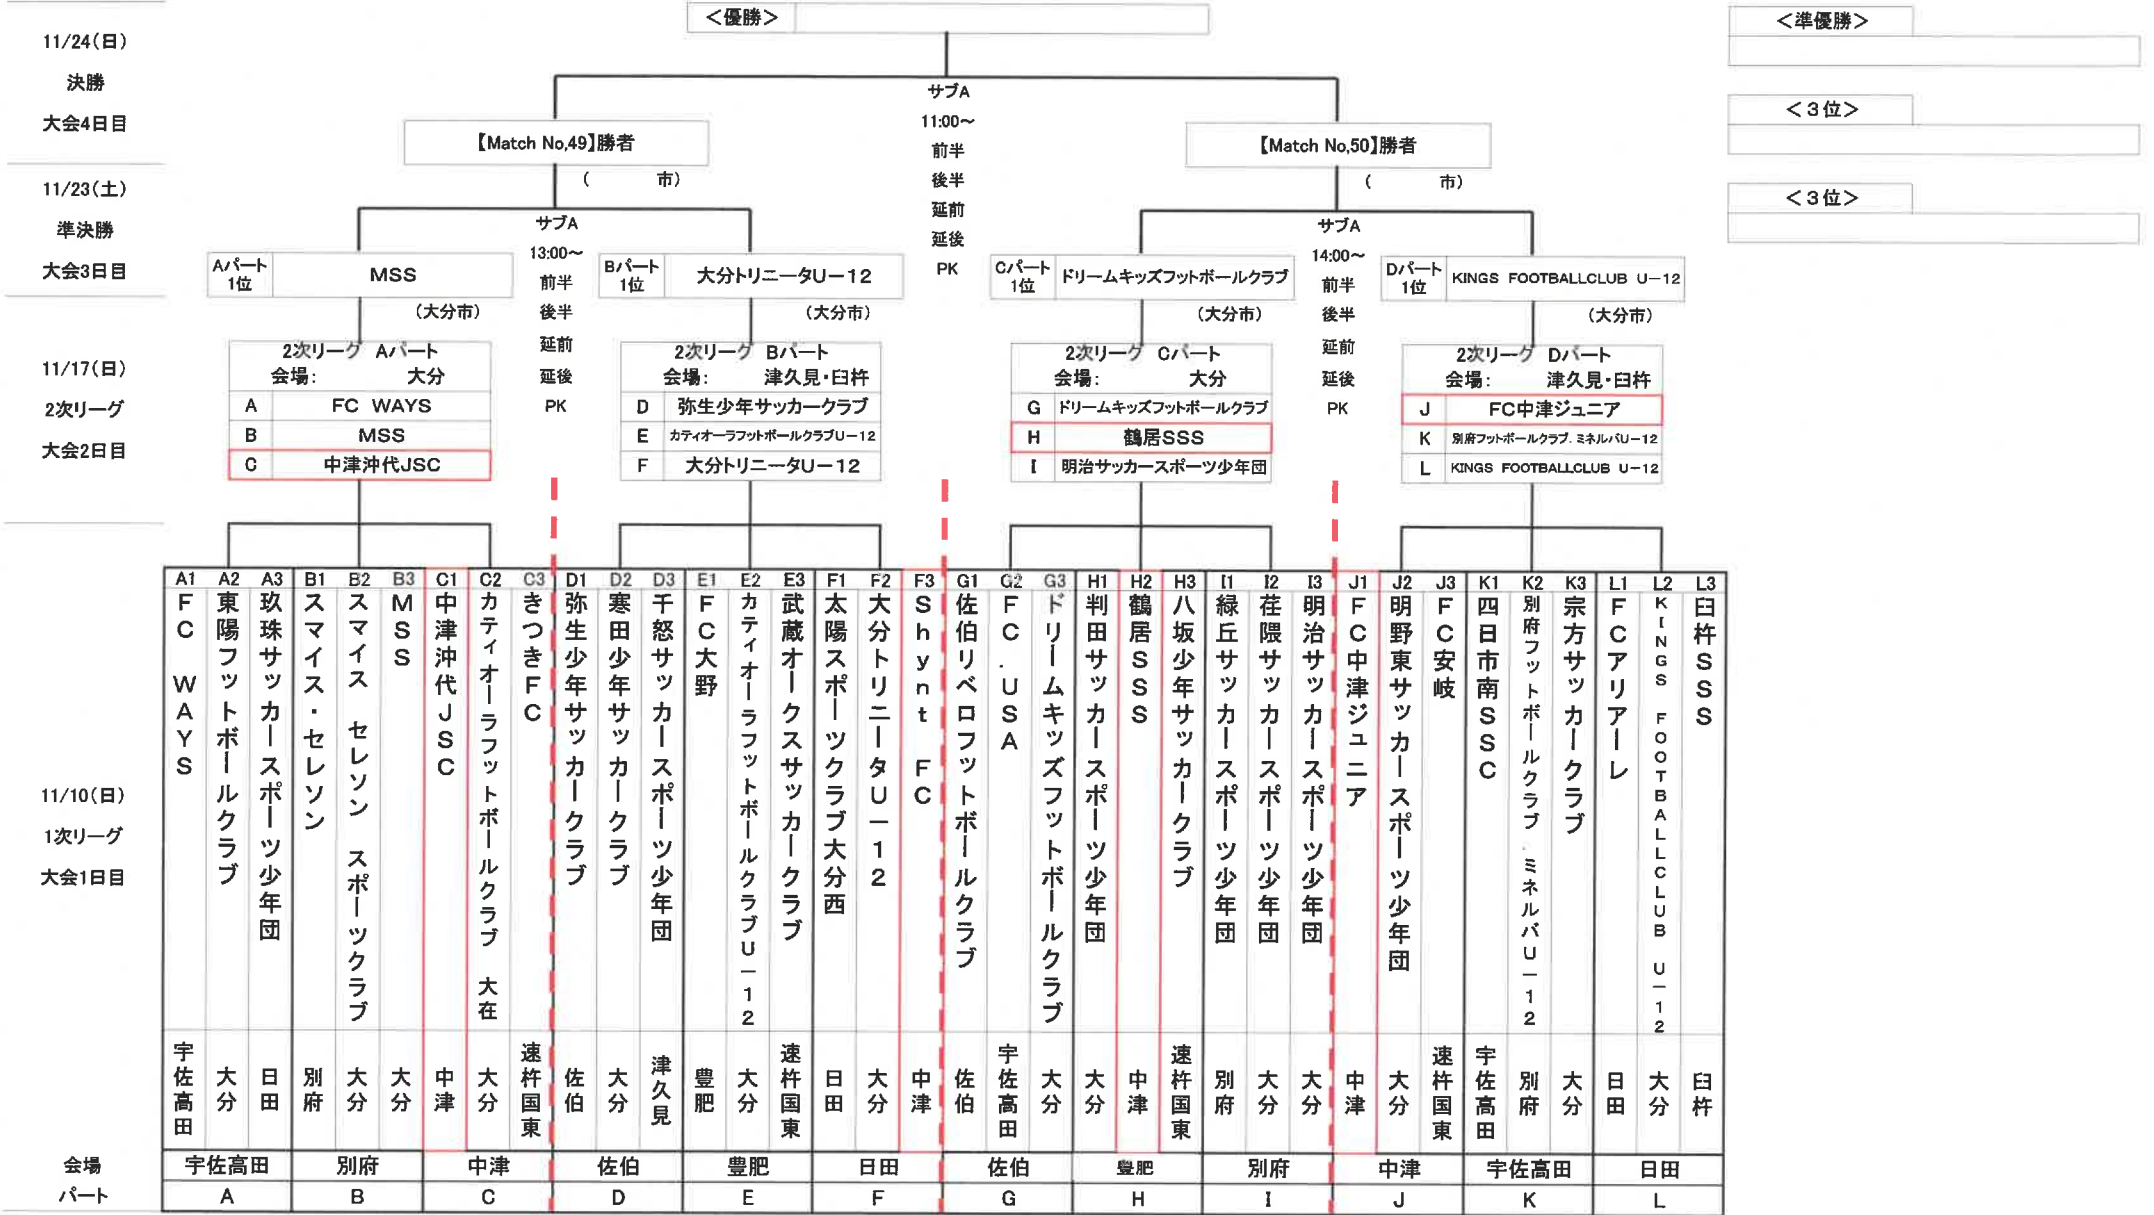 ＜優勝＞
＜準優勝＞
＜３位＞
＜３位＞
11/24(日)
決勝
大会4日目
サブA
11:00～
前半
後半
延前
延後
PK
【Match No,49】勝者
(　　　市)
【Match No,50】勝者
(　　　市)
11/23(土)
準決勝
大会3日目
サブA
13:00～
前半
後半
延前
延後
PK
サブA
14:00～
前半
後半
延前
延後
PK
Aパート
1位
MSS
(大分市)
Bパート
1位
大分トリニータU－12
(大分市)
Cパート
1位
ドリームキッズフットボールクラブ
(大分市)
Dパート
1位
KINGS FOOTBALLCLUB U－12
(大分市)
11/17(日)
2次リーグ
大会2日目
2次リーグ Aパート
会場： 大分
A FC WAYS
B MSS
C 中津沖代JSC
2次リーグ Bパート
会場： 津久見・臼杵
D 弥生少年サッカークラブ
E カティオーラフットボールクラブU－12
F 大分トリニータU－12
2次リーグ Cパート
会場： 大分
G ドリームキッズフットボールクラブ
H 鶴居SSS
I 明治サッカースポーツ少年団
2次リーグ Dパート
会場： 津久見・臼杵
J FC中津ジュニア
K 別府フットボールクラブ．ミネルバU－12
L KINGS FOOTBALLCLUB U－12
11/10(日)
1次リーグ
大会1日目
A1 FC WAYS 宇佐高田
A2 東陽フットボールクラブ 大分
A3 玖珠サッカースポーツ少年団 日田
B1 スマイス・セレソン 別府
B2 スマイス セレソン スポーツクラブ 大分
B3 MSS 大分
C1 中津沖代JSC 中津
C2 カティオーラフットボールクラブ 大在 大分
C3 きつきFC 速杵国東
D1 弥生少年サッカークラブ 佐伯
D2 寒田少年サッカークラブ 大分
D3 千怒サッカースポーツ少年団 津久見
E1 FC大野 豊肥
E2 カティオーラフットボールクラブU－12 大分
E3 武蔵オークスサッカークラブ 速杵国東
F1 太陽スポーツクラブ大分西 日田
F2 大分トリニータU－12 大分
F3 Shynt FC 中津
G1 佐伯リベロフットボールクラブ 佐伯
G2 FC．USA 宇佐高田
G3 ドリームキッズフットボールクラブ 大分
H1 判田サッカースポーツ少年団 大分
H2 鶴居SSS 中津
H3 八坂少年サッカークラブ 速杵国東
I1 緑丘サッカースポーツ少年団 別府
I2 荏隈サッカースポーツ少年団 大分
I3 明治サッカースポーツ少年団 大分
J1 FC中津ジュニア 中津
J2 明野東サッカースポーツ少年団 大分
J3 FC安岐 速杵国東
K1 四日市南SSC 宇佐高田
K2 別府フットボールクラブ．ミネルバU－12 別府
K3 宗方サッカークラブ 大分
L1 FCアリアーレ 日田
L2 KINGS FOOTBALLCLUB U－12 大分
L3 臼杵SSS 臼杵
会場 宇佐高田 別府 中津 佐伯 豊肥 日田 佐伯 豊肥 別府 中津 宇佐高田 日田
パート A B C D E F G H I J K L